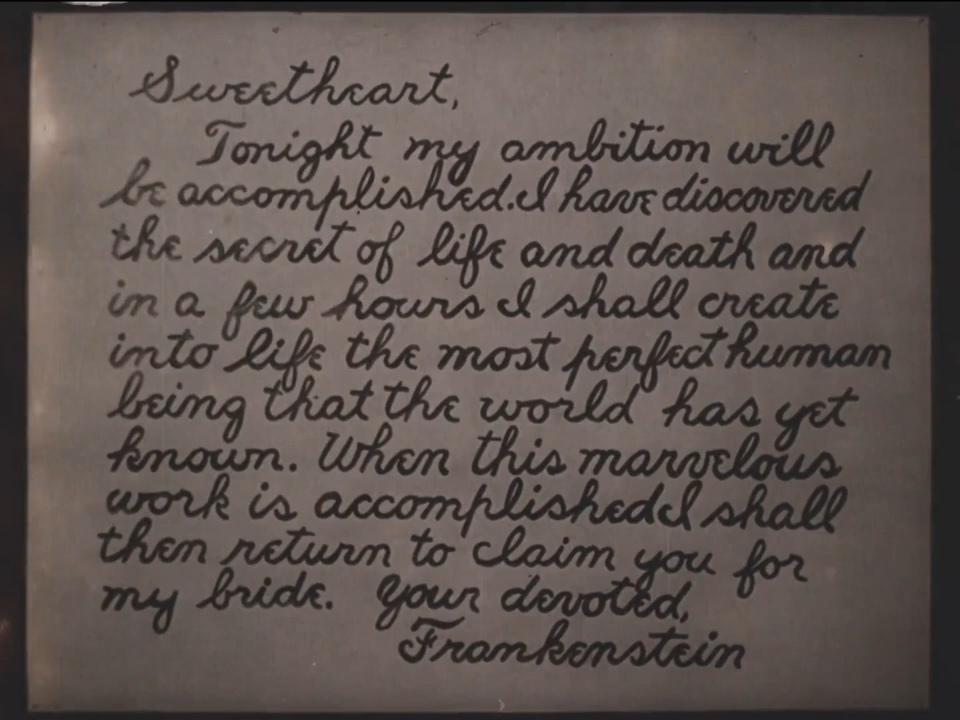 Sweetheart,
Tonight my ambition will
be accomplished. I have discovered
the secret of life and death and
in a few hours I shall create
into life the most perfect human
being that the world has yet
known. When this marvelous
work is accomplished I shall
then return to claim you for
my bride. Your devoted,
Frankenstein